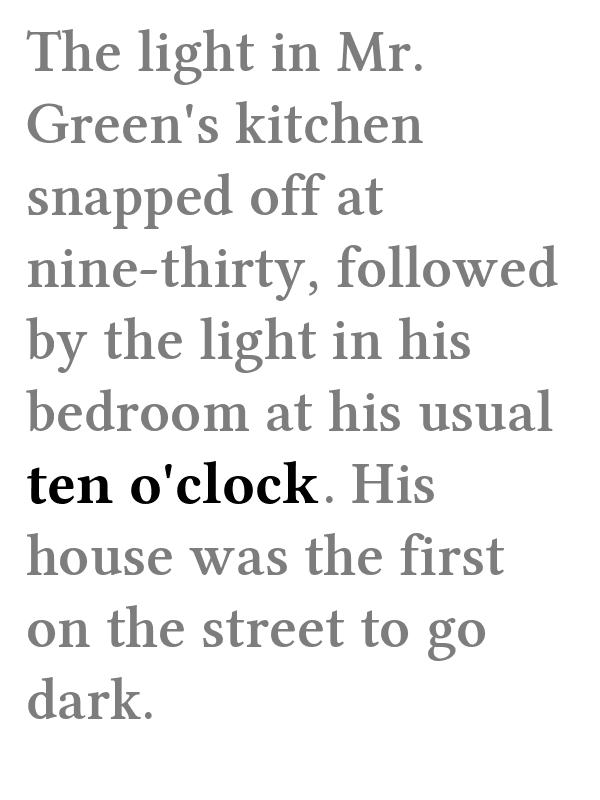 The light in Mr.
Green's kitchen
snapped off at
nine-thirty, followed
by the light in his
bedroom at his usual
ten o'clock. His
house was the first
on the street to go
dark.